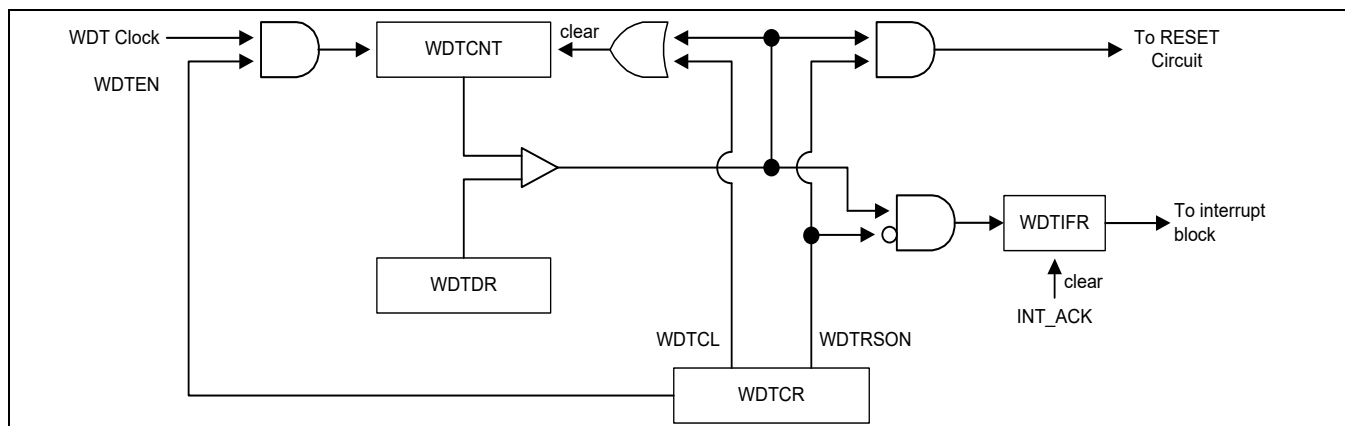 WDT Clock
WDTEN
WDTCNT
clear
To RESET
Circuit
WDTDR
WDTIFR
To interrupt
block
clear
INT_ACK
WDTCL
WDTRSON
WDTCR